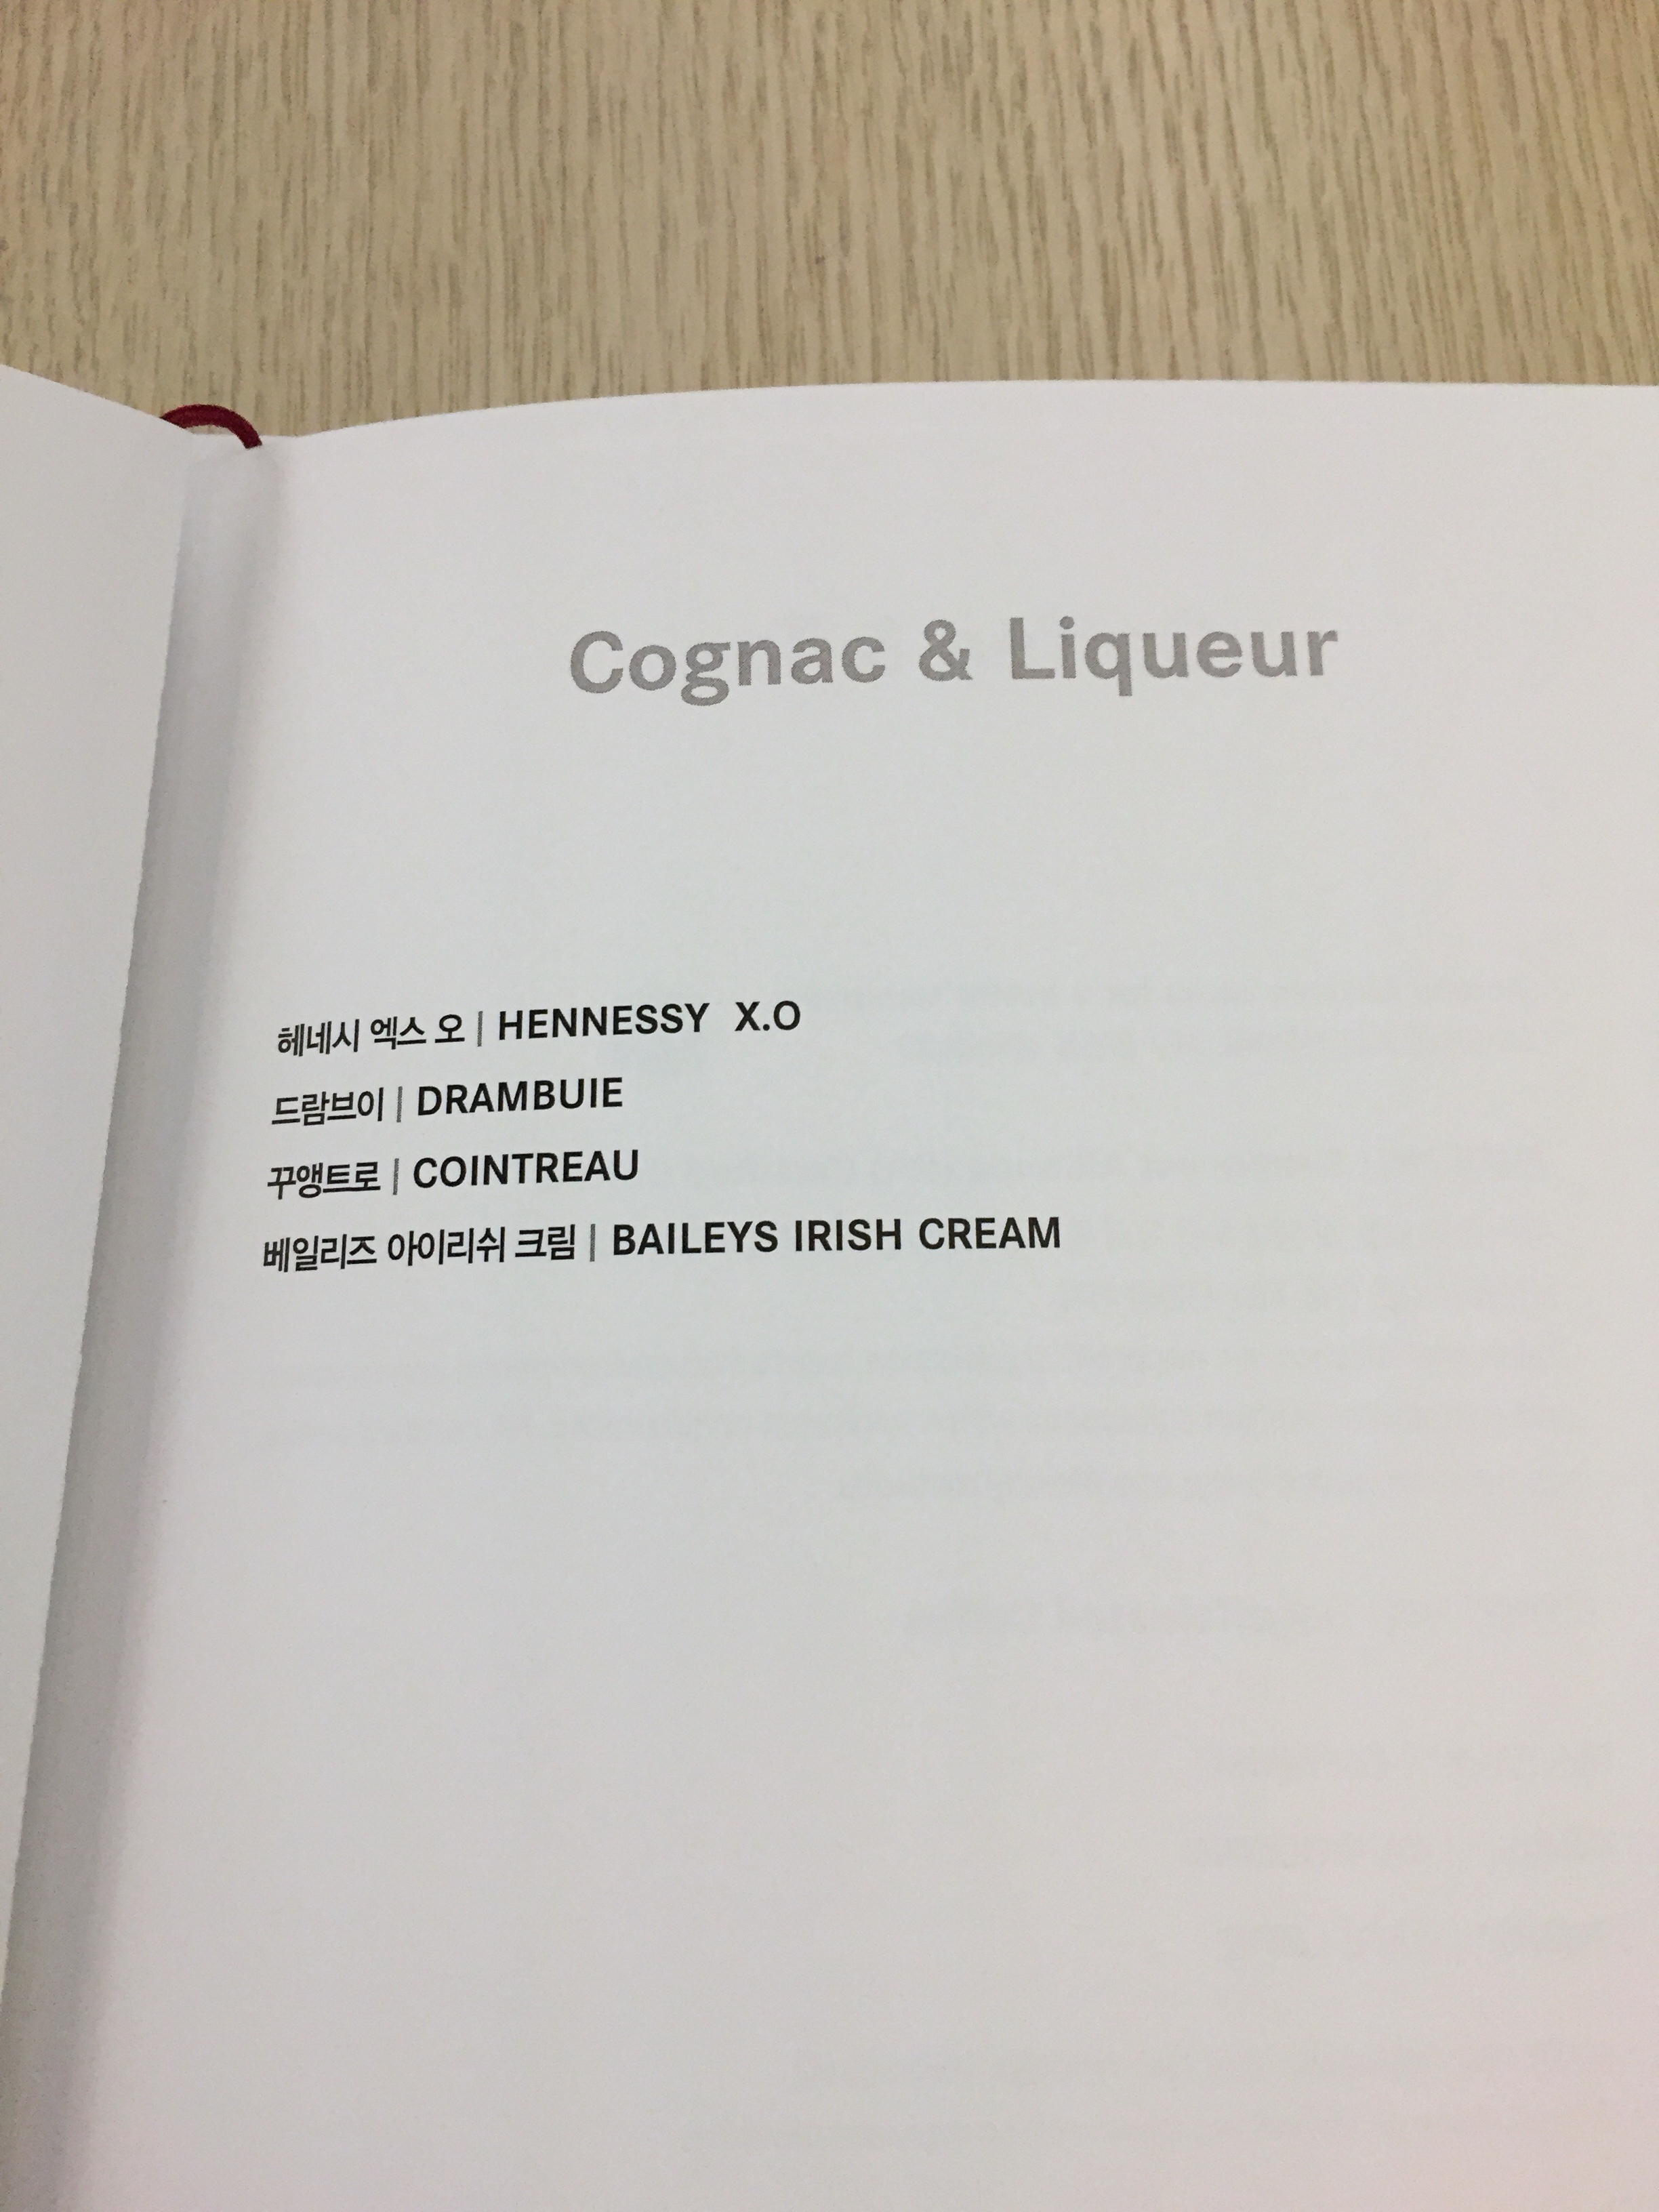 Cognac & Liqueur
헤네시 엑스 오 | HENNESSY X.O
드람브이 | DRAMBUIE
꾸앵트로 | COINTREAU
베일리즈 아이리쉬 크림 | BAILEYS IRISH CREAM